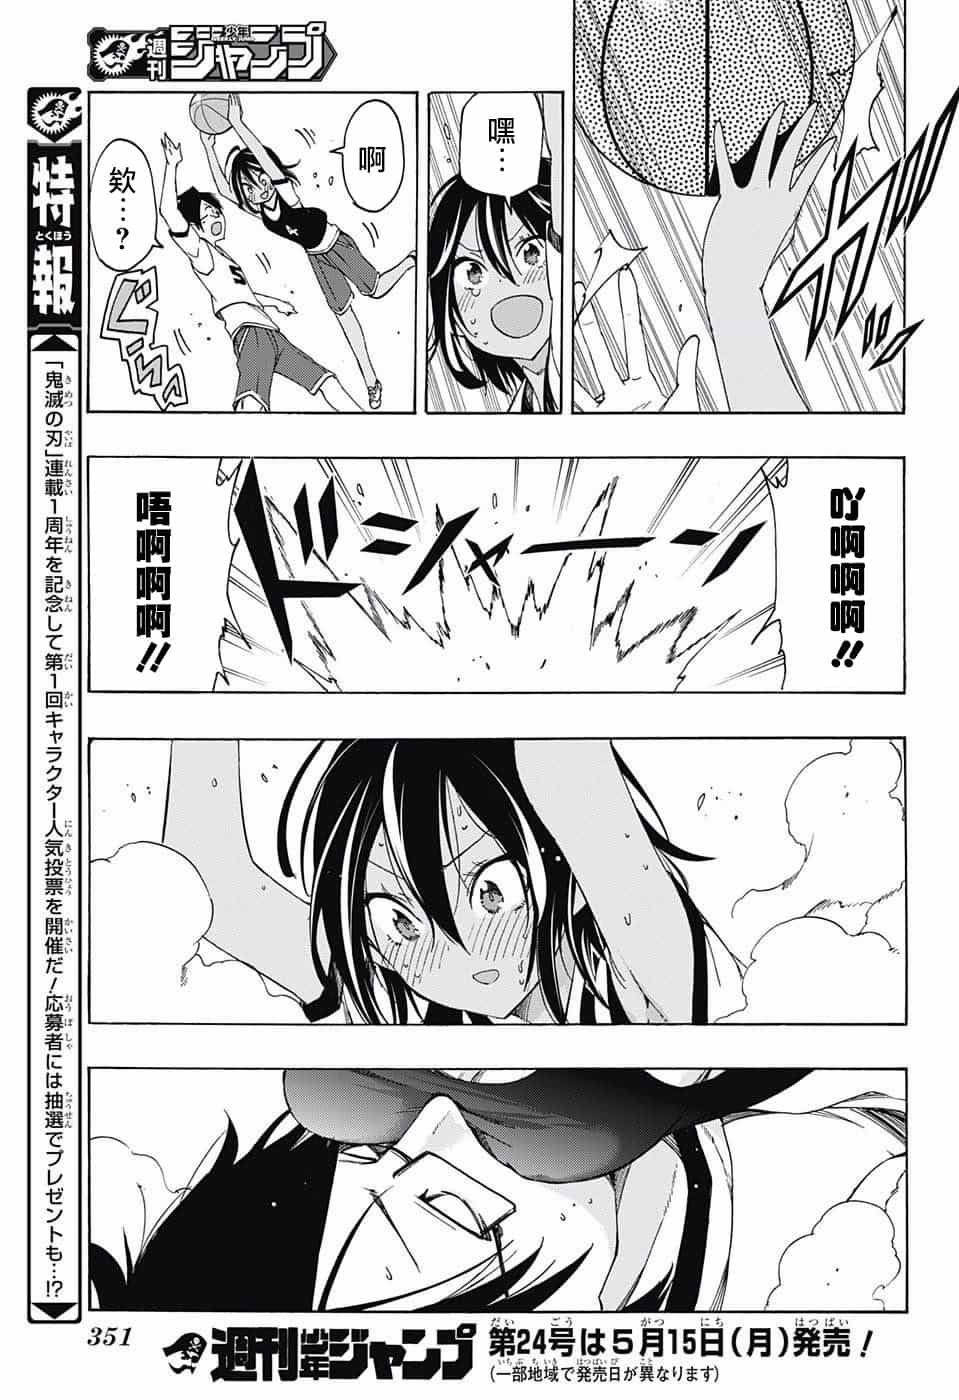 週刊少年ジャンプ
特報
とくほう
「鬼滅の刃」連載1周年を記念して第1回キャラクター人気投票を開催だ!応募者には抽選でプレゼントも…!?
嘿…
啊
欸……?
ドシャーン
唔啊啊啊!!
351
週刊少年ジャンプ
第24号は5月15日(月)発売!
(一部地域で発売日が異なります)